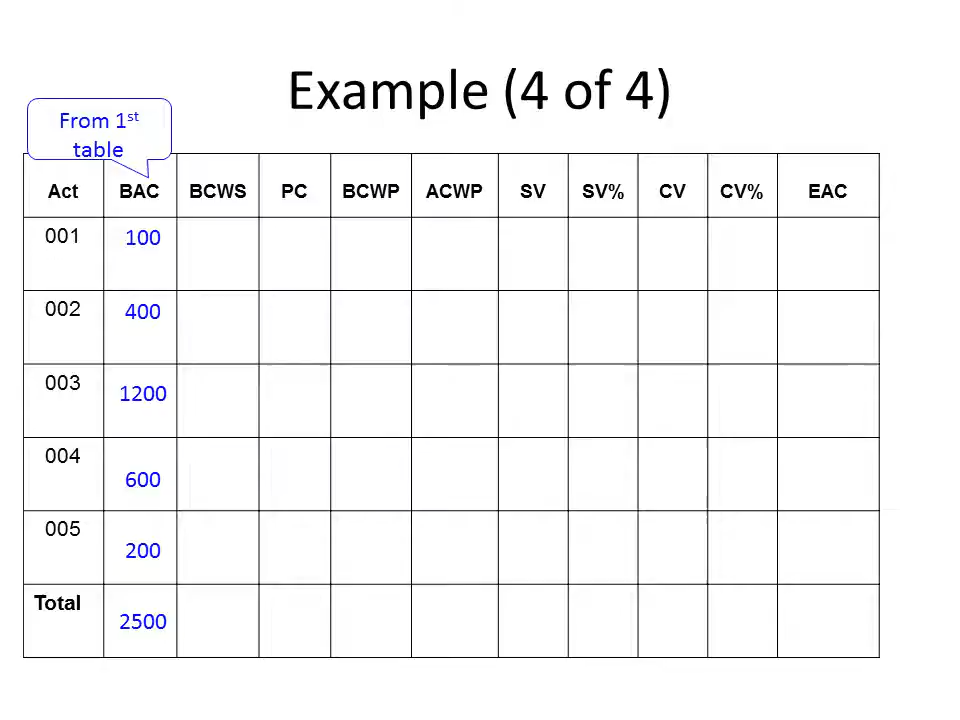 Example (4 of 4)
From 1st
table
Act BAC BCWS PC BCWP ACWP SV SV% CV CV% EAC
001 100
002 400
003 1200
004 600
005 200
Total 2500